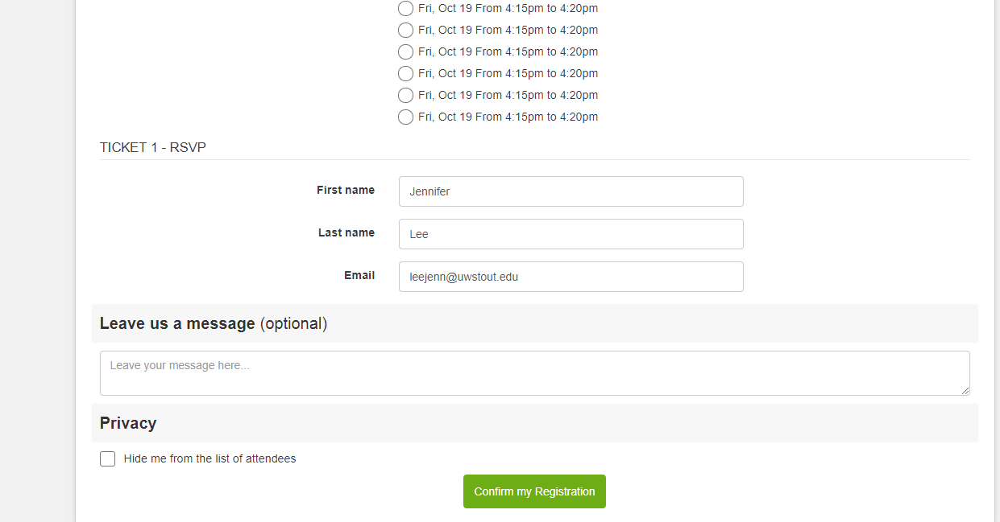 Fri, Oct 19 From 4:15pm to 4:20pm
Fri, Oct 19 From 4:15pm to 4:20pm
Fri, Oct 19 From 4:15pm to 4:20pm
Fri, Oct 19 From 4:15pm to 4:20pm
Fri, Oct 19 From 4:15pm to 4:20pm
Fri, Oct 19 From 4:15pm to 4:20pm
TICKET 1 - RSVP
First name Jennifer
Last name Lee
Email leejenn@uwstout.edu
Leave us a message (optional)
Leave your message here...
Privacy
Hide me from the list of attendees
Confirm my Registration